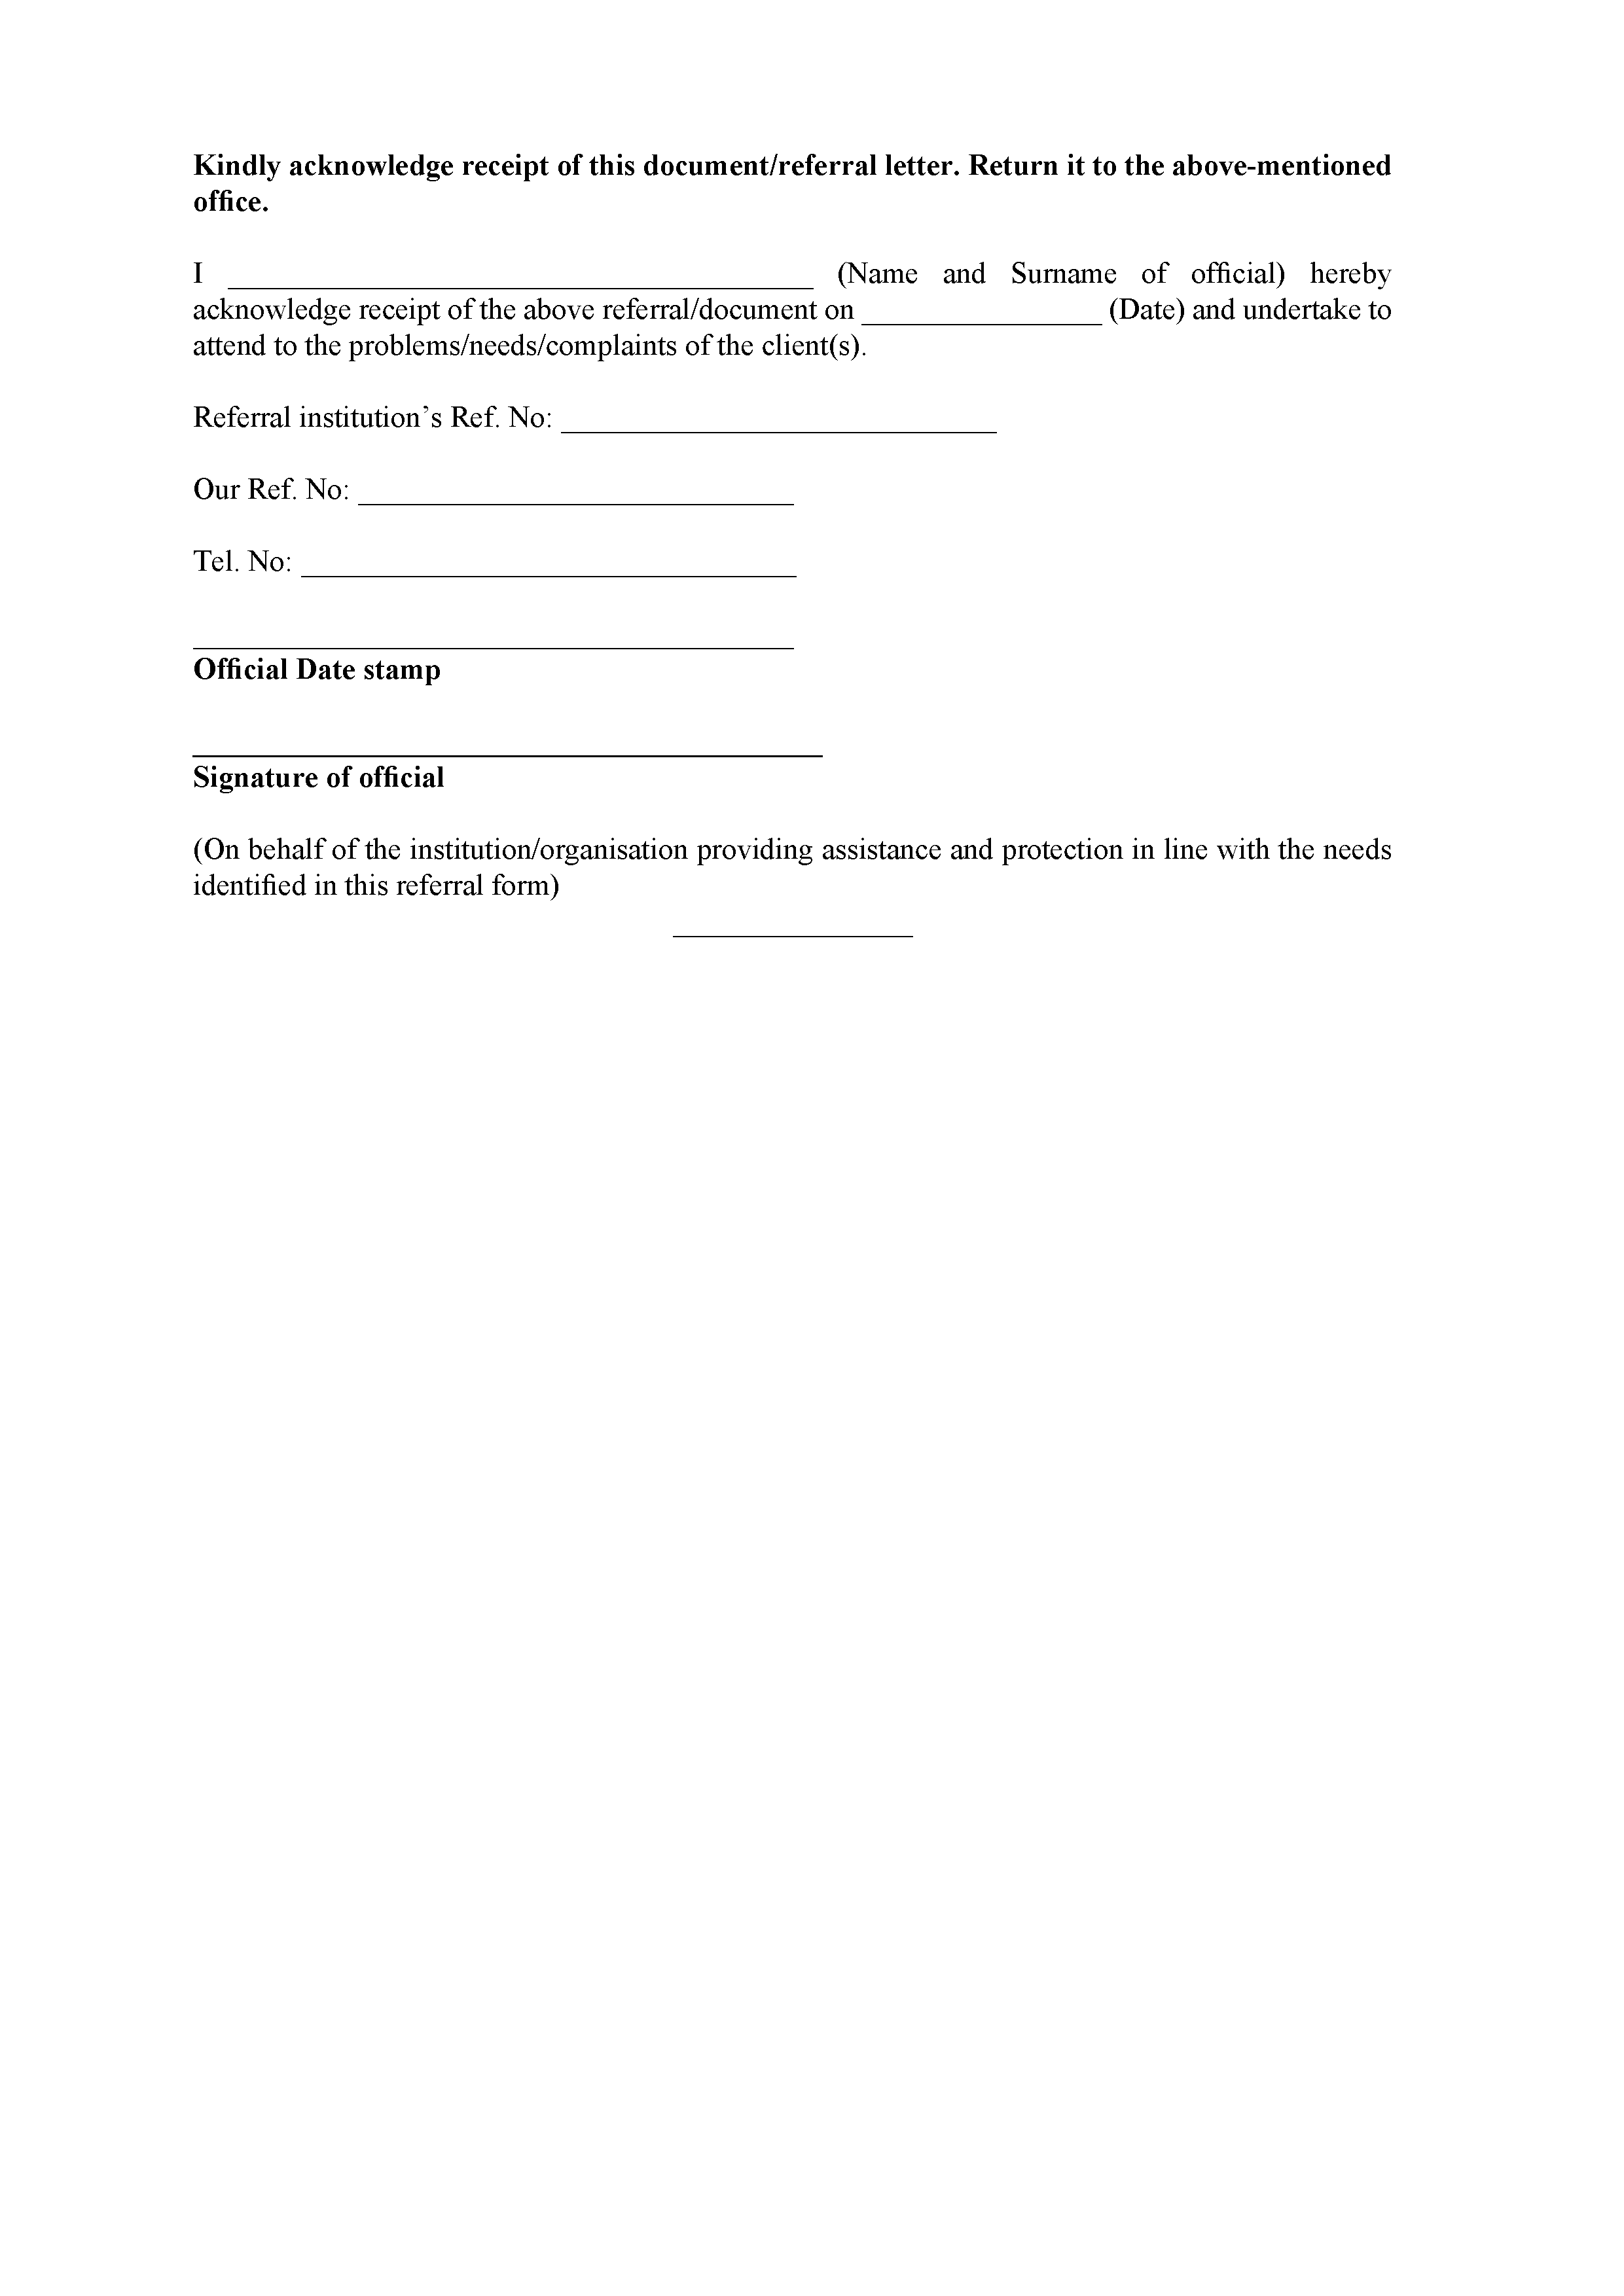 Kindly acknowledge receipt of this document/referral letter. Return it to the above-mentioned
office.
I ________________________________________ (Name and Surname of official) hereby
acknowledge receipt of the above referral/document on ________________ (Date) and undertake to
attend to the problems/needs/complaints of the client(s).
Referral institution’s Ref. No: _____________________________
Our Ref. No: _____________________________
Tel. No: _________________________________
________________________________________
Official Date stamp
__________________________________________
Signature of official
(On behalf of the institution/organisation providing assistance and protection in line with the needs
identified in this referral form)
________________